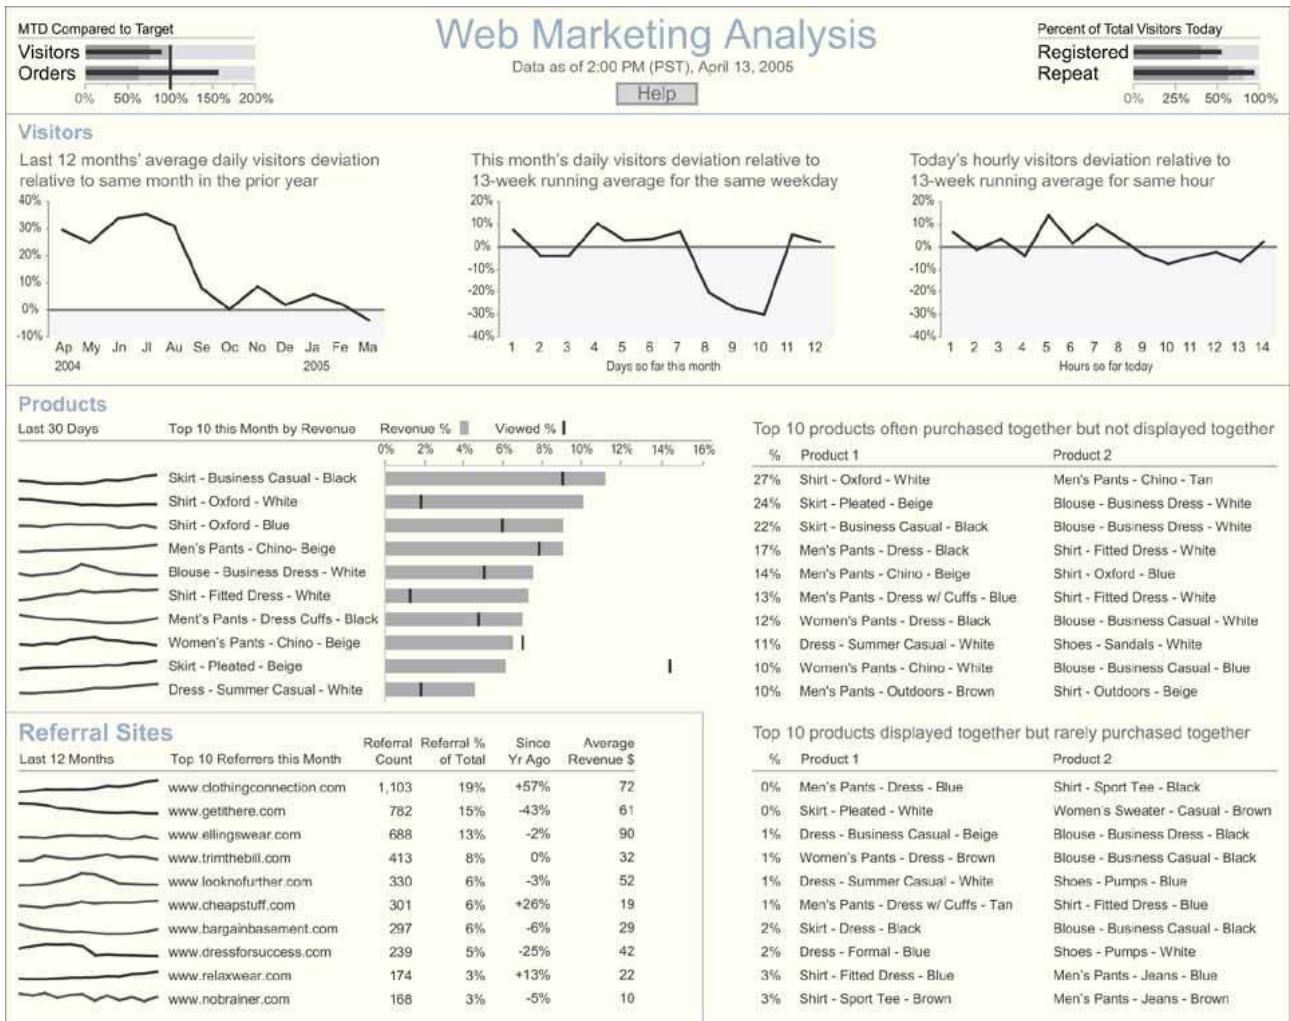 MTD Compared to Target
Visitors
Orders
0% 50% 100% 150% 200%
Web Marketing Analysis
Data as of 2:00 PM (PST), April 13, 2005
Help
Percent of Total Visitors Today
Registered
Repeat
0% 25% 50% 100%
Visitors
Last 12 months' average daily visitors deviation
relative to same month in the prior year
40%
30%
20%
10%
0%
-10%
Ap My Jn Jl Au Se Oc No De Ja Fe Ma
2004 2005
This month's daily visitors deviation relative to
13-week running average for the same weekday
20%
10%
0%
-10%
-20%
-30%
-40%
1 2 3 4 5 6 7 8 9 10 11 12
Days so far this month
Today's hourly visitors deviation relative to
13-week running average for same hour
20%
10%
0%
-10%
-20%
-30%
-40%
1 2 3 4 5 6 7 8 9 10 11 12 13 14
Hours so far today
Products
Last 30 Days Top 10 this Month by Revenue Revenue % Viewed %
0% 2% 4% 6% 8% 10% 12% 14% 16%
Skirt - Business Casual - Black
Shirt - Oxford - White
Shirt - Oxford - Blue
Men's Pants - Chino- Beige
Blouse - Business Dress - White
Shirt - Fitted Dress - White
Ment's Pants - Dress Cuffs - Black
Women's Pants - Chino - Beige
Skirt - Pleated - Beige
Dress - Summer Casual - White
Top 10 products often purchased together but not displayed together
% Product 1 Product 2
27% Shirt - Oxford - White Men's Pants - Chino - Tan
24% Skirt - Pleated - Beige Blouse - Business Dress - White
22% Skirt - Business Casual - Black Blouse - Business Dress - White
17% Men's Pants - Dress - Black Shirt - Fitted Dress - White
14% Men's Pants - Chino - Beige Shirt - Oxford - Blue
13% Men's Pants - Dress w/ Cuffs - Blue Shirt - Fitted Dress - White
12% Women's Pants - Dress - Black Blouse - Business Casual - White
11% Dress - Summer Casual - White Shoes - Sandals - White
10% Women's Pants - Chino - White Blouse - Business Casual - Blue
10% Men's Pants - Outdoors - Brown Shirt - Outdoors - Beige
Referral Sites
Last 12 Months Top 10 Referrers this Month Referral Count Referral % of Total Since Yr Ago Average Revenue $
www.clothingconnection.com 1,103 19% +57% 72
www.getithere.com 782 15% -43% 61
www.ellingswear.com 688 13% -2% 90
www.trimthebill.com 413 8% 0% 32
www.looknofurther.com 330 6% -3% 52
www.cheapstuff.com 301 6% +26% 19
www.bargainbasement.com 297 6% -6% 29
www.dressforsuccess.com 239 5% -25% 42
www.relaxwear.com 174 3% +13% 22
www.nobrainer.com 168 3% -5% 10
Top 10 products displayed together but rarely purchased together
% Product 1 Product 2
0% Men's Pants - Dress - Blue Shirt - Sport Tee - Black
0% Skirt - Pleated - White Women's Sweater - Casual - Brown
1% Dress - Business Casual - Beige Blouse - Business Dress - Black
1% Women's Pants - Dress - Brown Blouse - Business Casual - Black
1% Dress - Summer Casual - White Shoes - Pumps - Blue
1% Men's Pants - Dress w/ Cuffs - Tan Shirt - Fitted Dress - Blue
2% Skirt - Dress - Black Blouse - Business Casual - Black
2% Dress - Formal - Blue Shoes - Pumps - White
3% Shirt - Fitted Dress - Blue Men's Pants - Jeans - Blue
3% Shirt - Sport Tee - Brown Men's Pants - Jeans - Brown